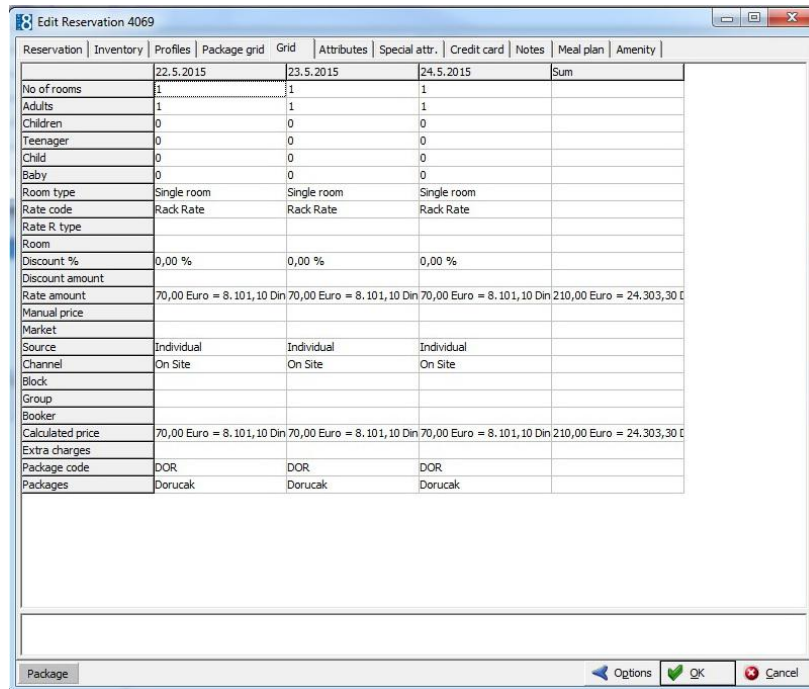 Edit Reservation 4069
Reservation Inventory Profiles Package grid Grid Attributes Special attr. Credit card Notes Meal plan Amenity
22.5.2015 23.5.2015 24.5.2015 Sum
No of rooms 1 1 1
Adults 1 1 1
Children 0 0 0
Teenager 0 0 0
Child 0 0 0
Baby 0 0 0
Room type Single room Single room Single room
Rate code Rack Rate Rack Rate Rack Rate
Rate R type
Room
Discount % 0,00 % 0,00 % 0,00 %
Discount amount
Rate amount 70,00 Euro = 8.101,10 Din 70,00 Euro = 8.101,10 Din 70,00 Euro = 8.101,10 Din 210,00 Euro = 24.303,30 D
Manual price
Market
Source Individual Individual Individual
Channel On Site On Site On Site
Block
Group
Booker
Calculated price 70,00 Euro = 8.101,10 Din 70,00 Euro = 8.101,10 Din 70,00 Euro = 8.101,10 Din 210,00 Euro = 24.303,30 D
Extra charges
Package code DOR DOR DOR
Packages Dorucak Dorucak Dorucak
Package Options OK Cancel